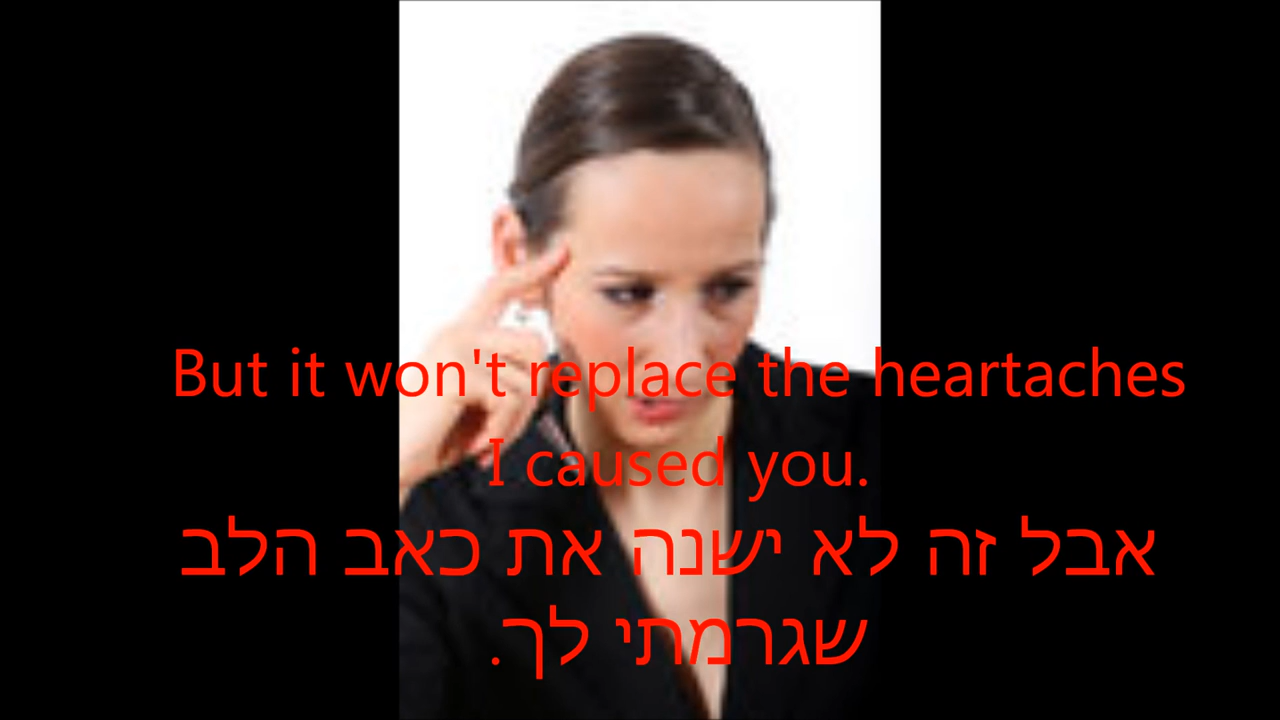 But it won't replace the heartaches
I caused you.
אבל זה לא ישנה את כאב הלב
שגרמתי לך.